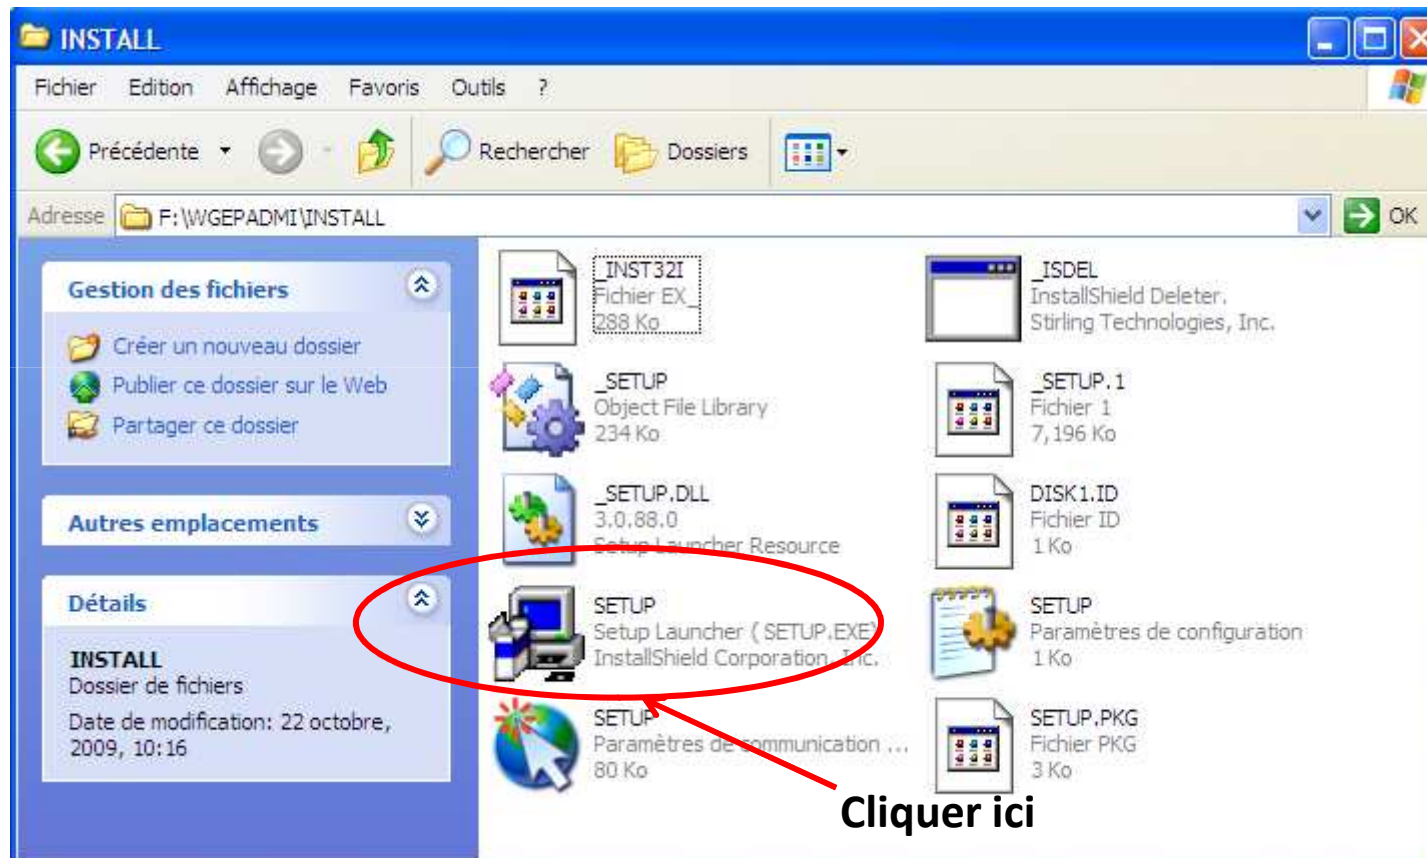 INSTALL
Fichier Edition Affichage Favoris Outils ?
Précédente Rechercher Dossiers
Adresse F:\WGEPADMI\INSTALL OK
Gestion des fichiers
Créer un nouveau dossier
Publier ce dossier sur le Web
Partager ce dossier
Autres emplacements
Détails
INSTALL
Dossier de fichiers
Date de modification: 22 octobre,
2009, 10:16
_INST32I
Fichier EX_
288 Ko
_ISDEL
InstallShield Deleter.
Stirling Technologies, Inc.
_SETUP
Object File Library
234 Ko
_SETUP.1
Fichier 1
7,196 Ko
_SETUP.DLL
3.0.88.0
Setup Launcher Resource
DISK1.ID
Fichier ID
1 Ko
SETUP
Setup Launcher ( SETUP.EXE)
InstallShield Corporation, Inc.
SETUP
Paramètres de configuration
1 Ko
SETUP
Paramètres de communication ...
80 Ko
SETUP.PKG
Fichier PKG
3 Ko
Cliquer ici